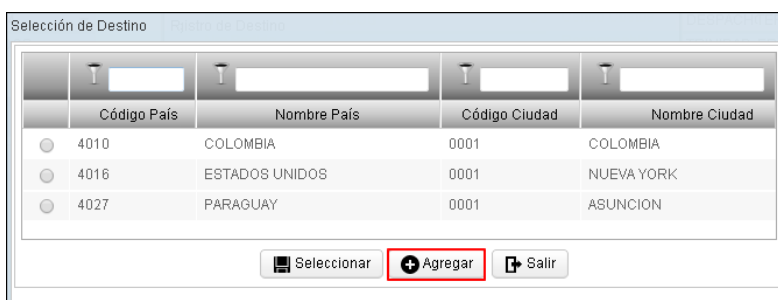 Selección de Destino
Código País Nombre País Código Ciudad Nombre Ciudad
4010 COLOMBIA 0001 COLOMBIA
4016 ESTADOS UNIDOS 0001 NUEVA YORK
4027 PARAGUAY 0001 ASUNCION
Seleccionar Agregar Salir